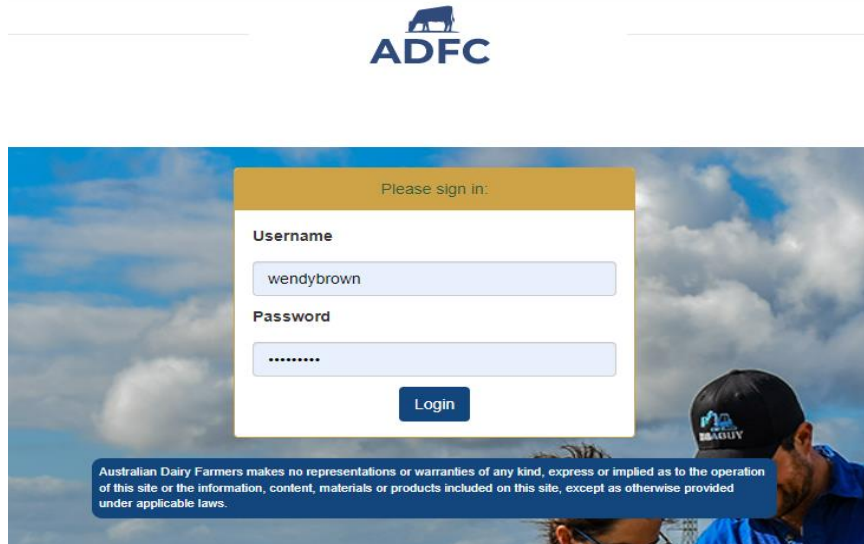 ADFC
Please sign in:
Username
wendybrown
Password
•••••••••
Login
Australian Dairy Farmers makes no representations or warranties of any kind, express or implied as to the operation
of this site or the information, content, materials or products included on this site, except as otherwise provided
under applicable laws.